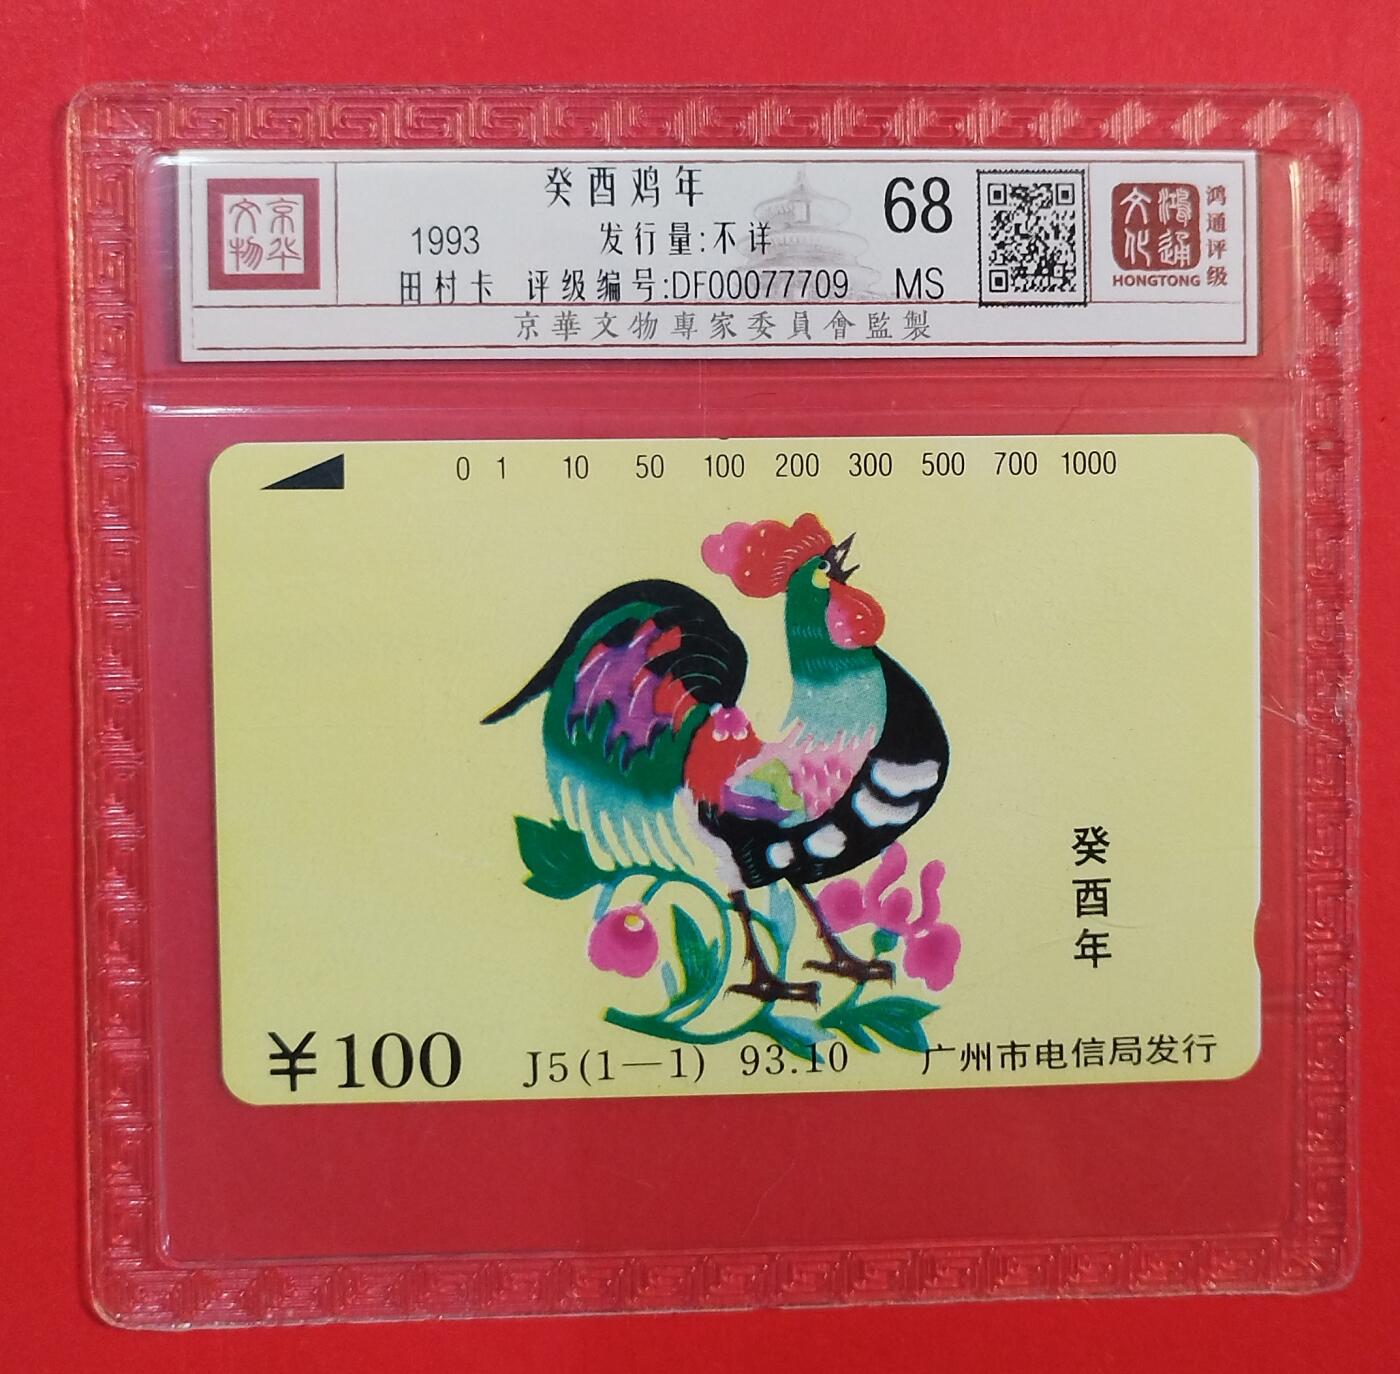 京华文物
癸酉鸡年
1993 发行量:不详
田村卡 评级编号:DF00077709
68
MS
鸿通文化
HONGTONG
鸿通评级
京華文物專家委員會監製
0 1 10 50 100 200 300 500 700 1000
癸酉年
¥100 J5(1—1) 93.10 广州市电信局发行